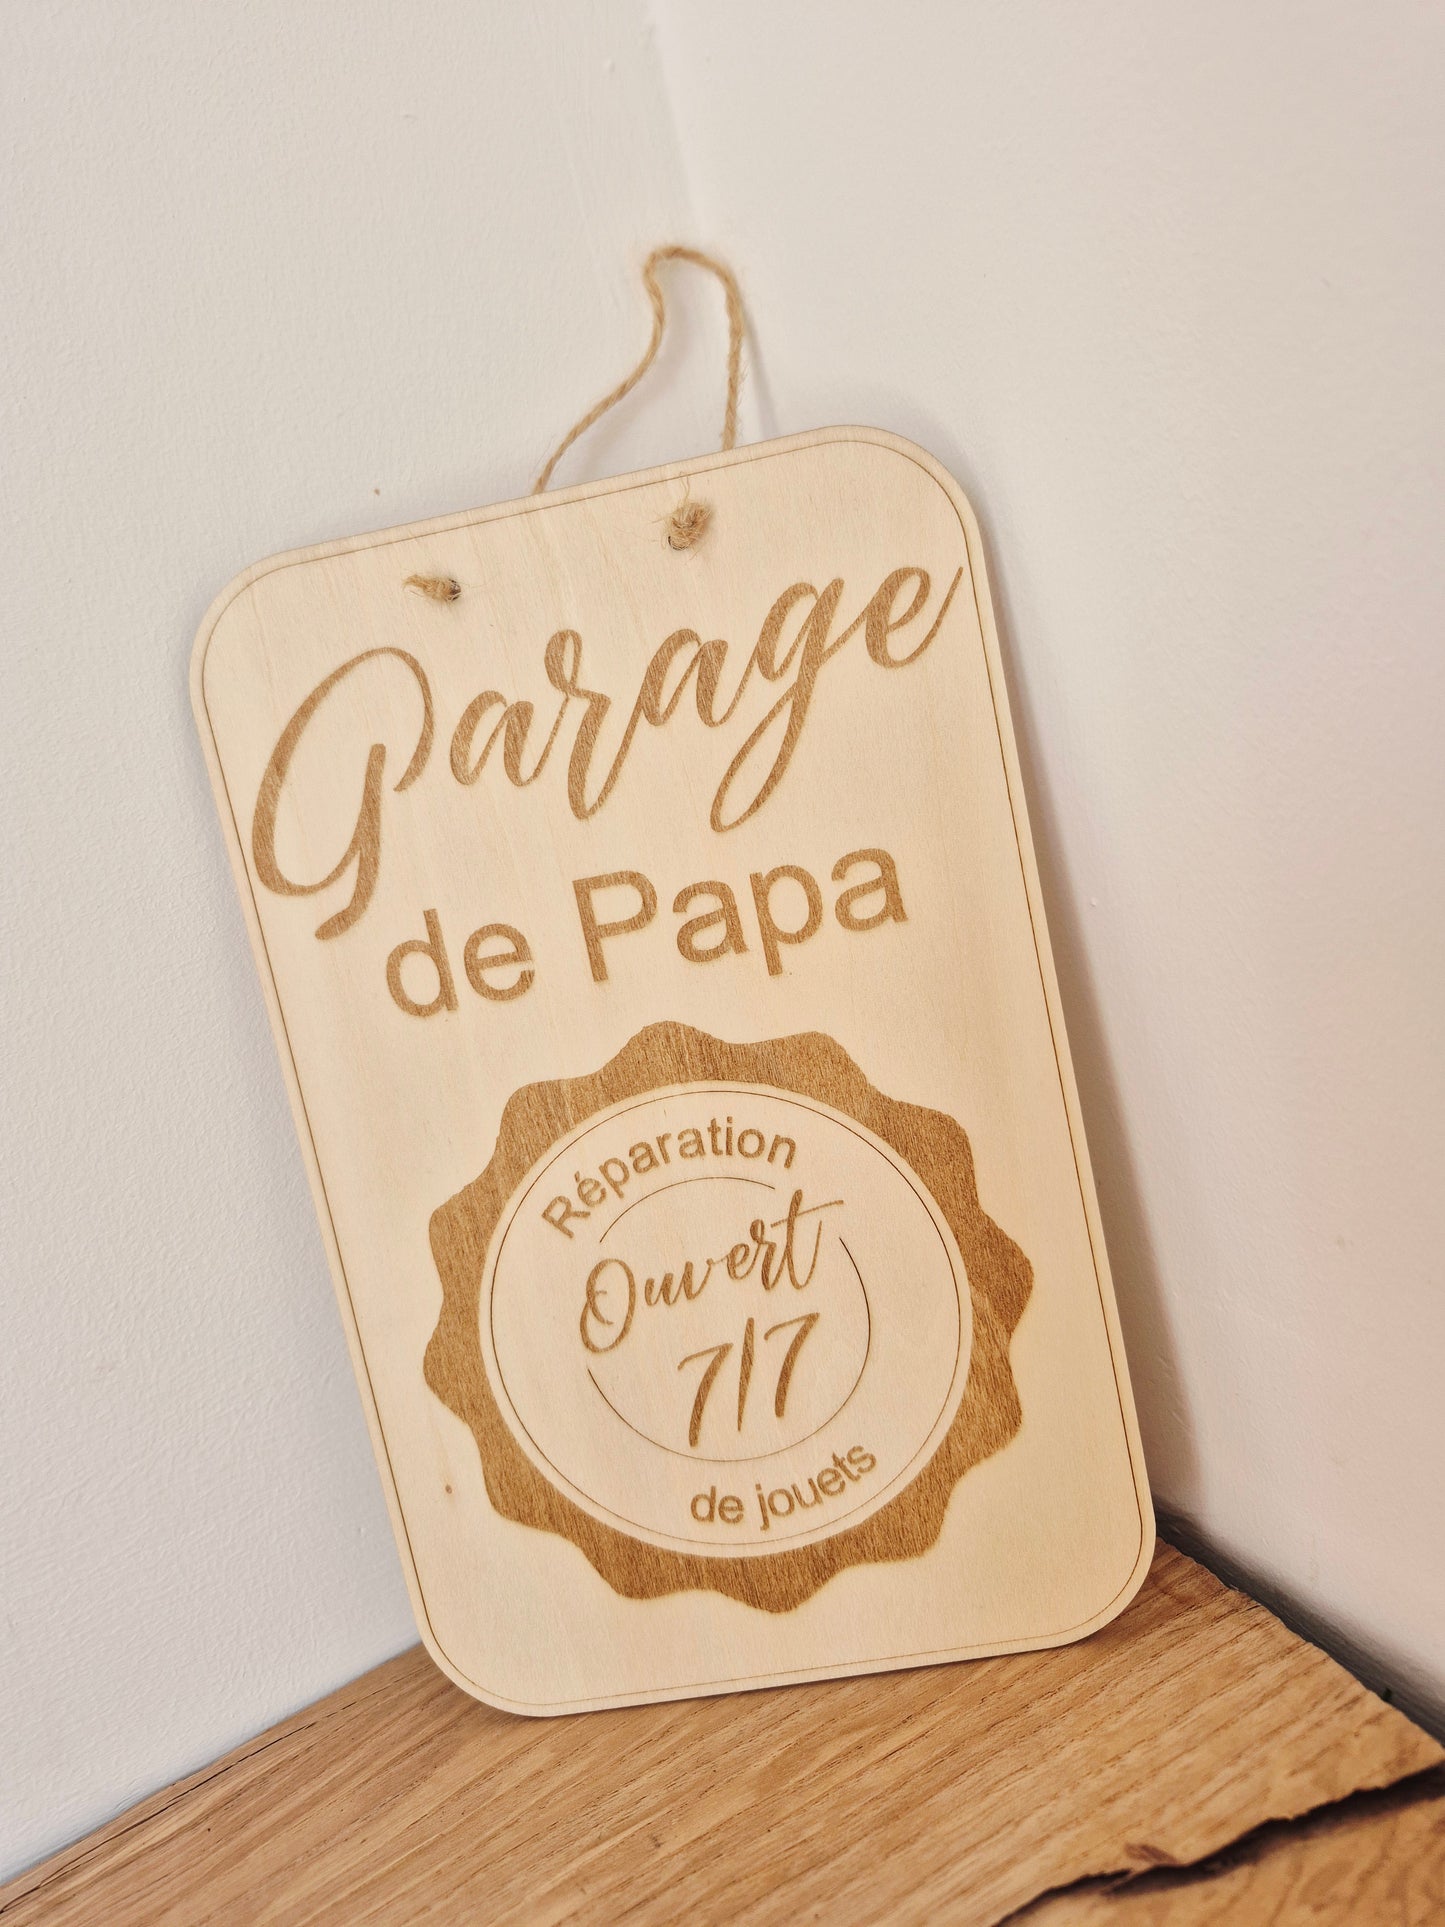 Garage
de Papa
Réparation
Ouvert
7/7
de jouets